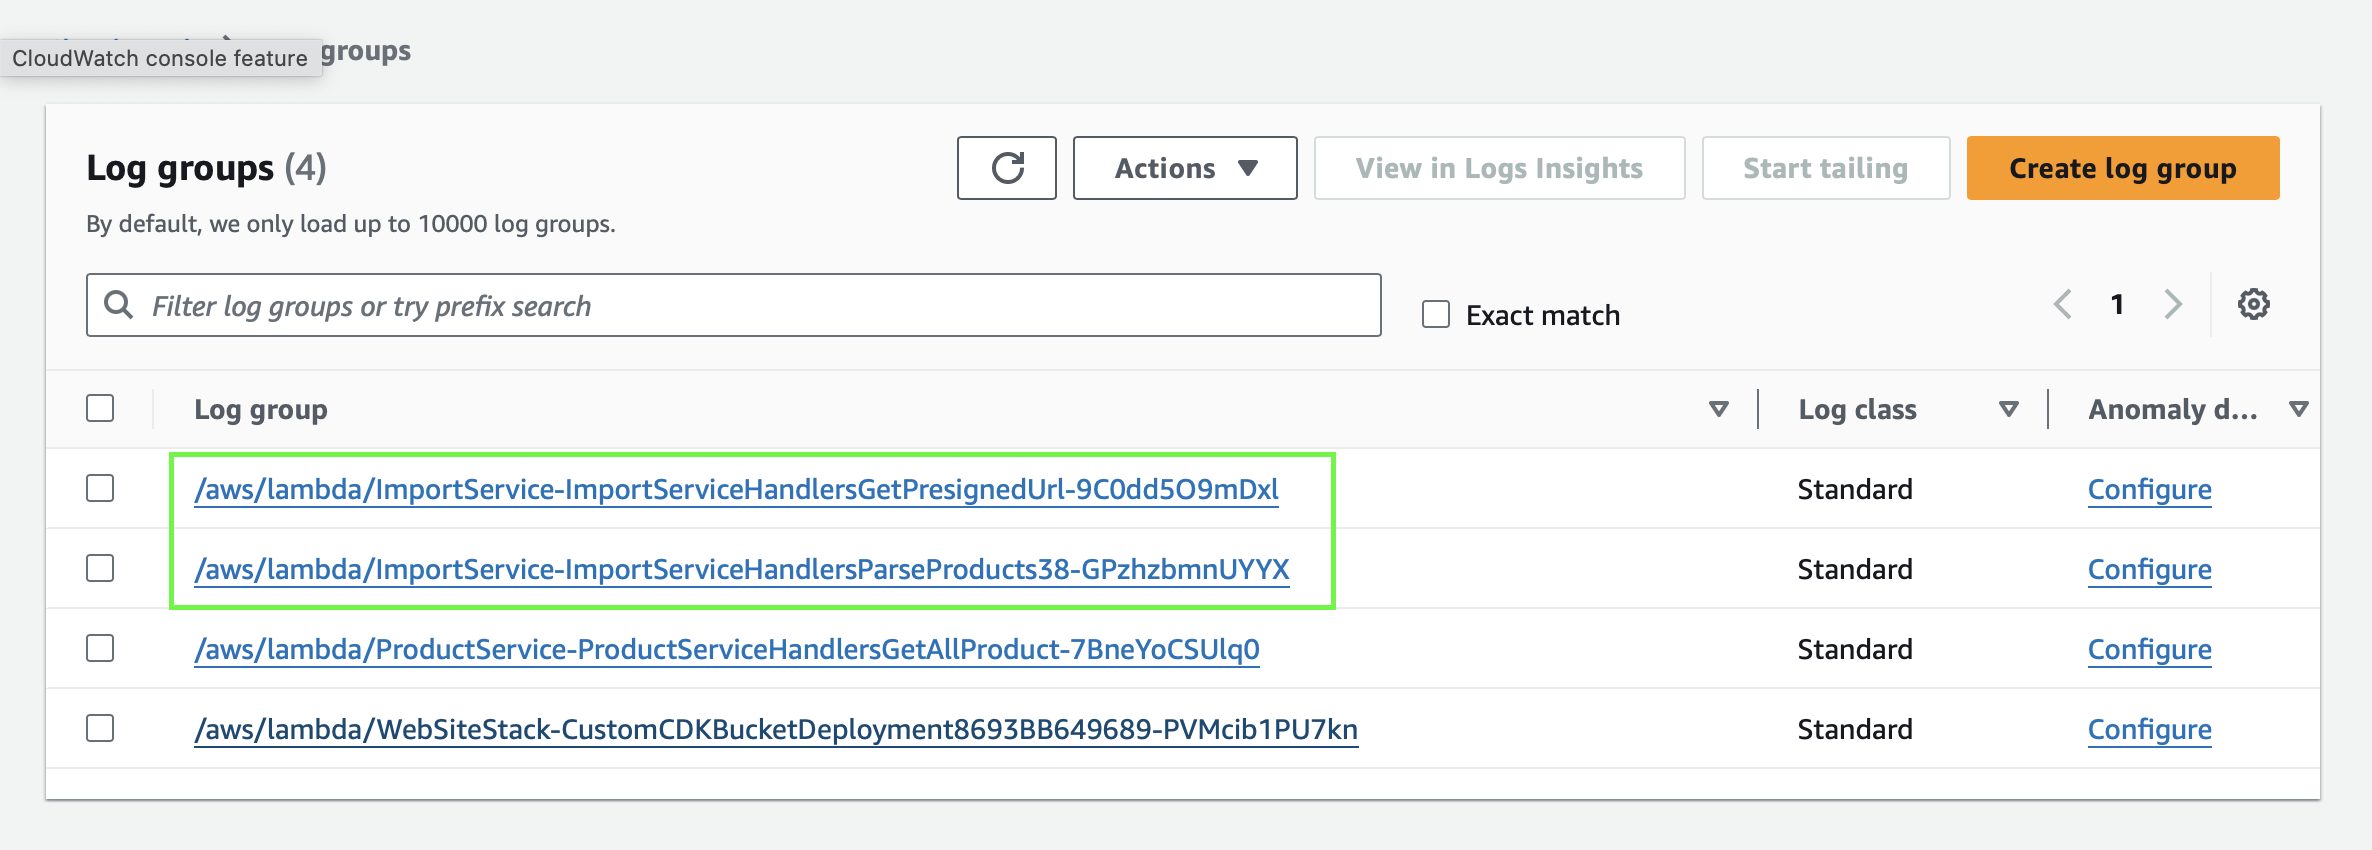 CloudWatch console feature
groups
Log groups (4)
Actions
View in Logs Insights
Start tailing
Create log group
By default, we only load up to 10000 log groups.
Filter log groups or try prefix search
Exact match
1
Log group
Log class
Anomaly d...
/aws/lambda/ImportService-ImportServiceHandlersGetPresignedUrl-9C0dd5O9mDxl
Standard
Configure
/aws/lambda/ImportService-ImportServiceHandlersParseProducts38-GPzhzbmnUYYX
Standard
Configure
/aws/lambda/ProductService-ProductServiceHandlersGetAllProduct-7BneYoCSUlq0
Standard
Configure
/aws/lambda/WebSiteStack-CustomCDKBucketDeployment8693BB649689-PVMcib1PU7kn
Standard
Configure